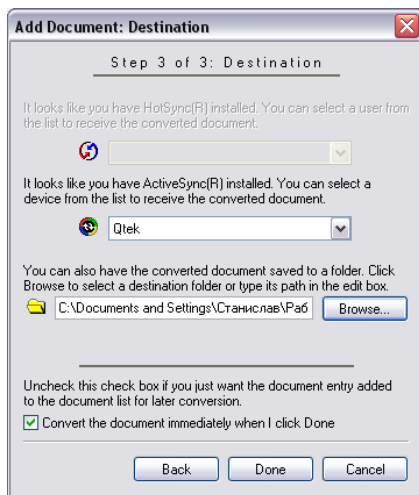 Add Document: Destination
Step 3 of 3: Destination
It looks like you have HotSync(R) installed. You can select a user from
the list to receive the converted document.
It looks like you have ActiveSync(R) installed. You can select a
device from the list to receive the converted document.
Qtek
You can also have the converted document saved to a folder. Click
Browse to select a destination folder or type its path in the edit box.
C:\Documents and Settings\Станислав\Раб
Browse...
Uncheck this check box if you just want the document entry added
to the document list for later conversion.
Convert the document immediately when I click Done
Back Done Cancel